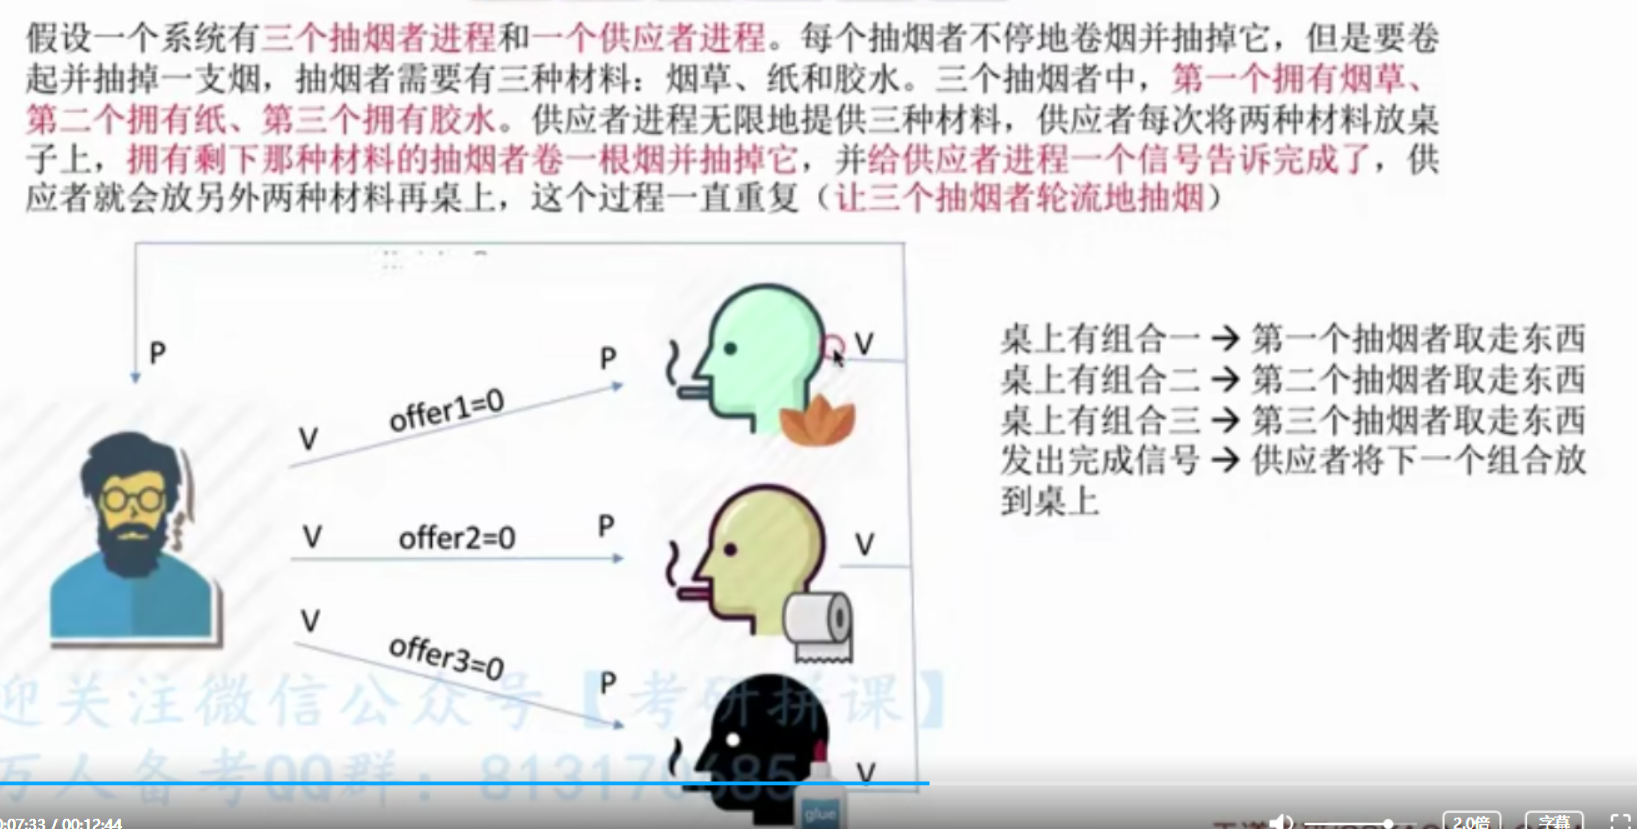 假设一个系统有三个抽烟者进程和一个供应者进程。每个抽烟者不停地卷烟并抽掉它，但是要卷
起并抽掉一支烟，抽烟者需要有三种材料：烟草、纸和胶水。三个抽烟者中，第一个拥有烟草、
第二个拥有纸、第三个拥有胶水。供应者进程无限地提供三种材料，供应者每次将两种材料放桌
子上，拥有剩下那种材料的抽烟者卷一根烟并抽掉它，并给供应者进程一个信号告诉完成了，供
应者就会放另外两种材料再桌上，这个过程一直重复（让三个抽烟者轮流地抽烟）
P
V
offer1=0
P
V
V
offer2=0
P
V
V
offer3=0
P
V
glue
桌上有组合一 → 第一个抽烟者取走东西
桌上有组合二 → 第二个抽烟者取走东西
桌上有组合三 → 第三个抽烟者取走东西
发出完成信号 → 供应者将下一个组合放
到桌上
迎关注微信公众号【考研拼课】
万人备考QQ群：813170685
0:07:33 / 00:12:44
2.0倍
字幕